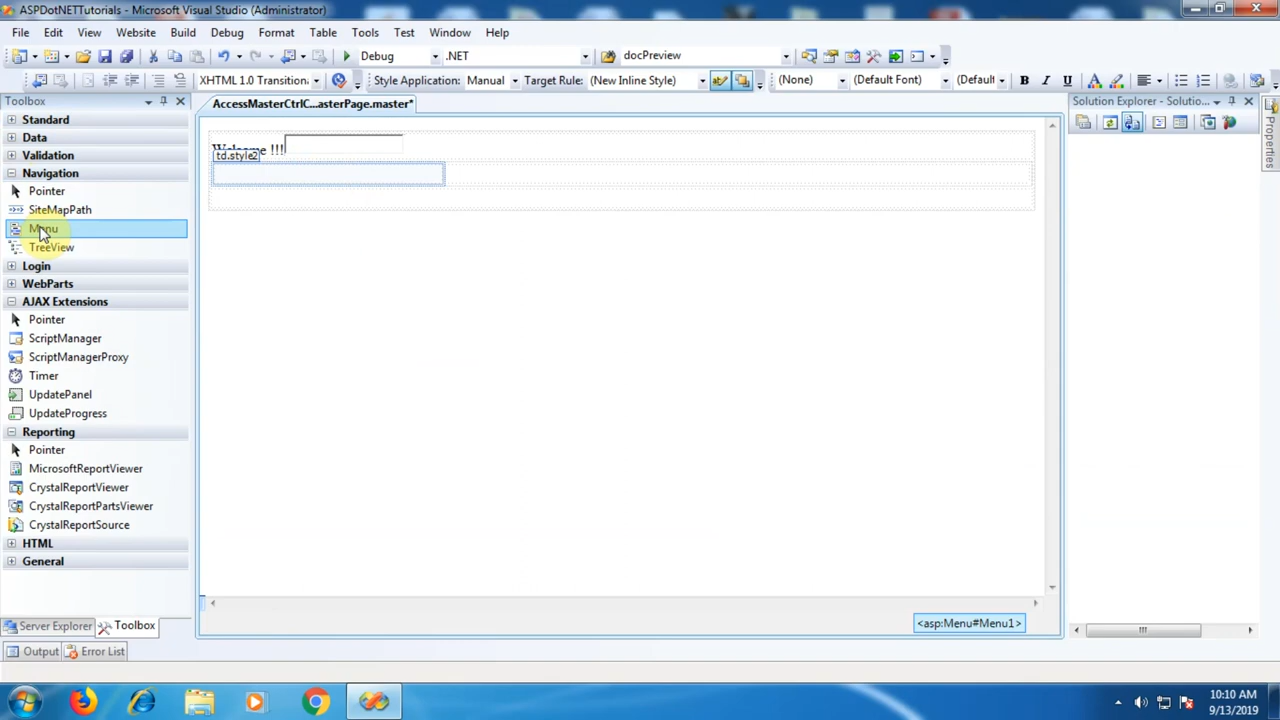 ASPDotNETTutorials - Microsoft Visual Studio (Administrator)
File Edit View Website Build Debug Format Table Tools Test Window Help
Debug .NET docPreview
XHTML 1.0 Transition Style Application: Manual Target Rule: (New Inline Style) (None) (Default Font) (Default B I U A
Toolbox
AccessMasterCtrlC...asterPage.master*
Solution Explorer - Solutio...
Properties
Standard
Data
Validation
Navigation
Pointer
SiteMapPath
Menu
TreeView
Login
WebParts
AJAX Extensions
Pointer
ScriptManager
ScriptManagerProxy
Timer
UpdatePanel
UpdateProgress
Reporting
Pointer
MicrosoftReportViewer
CrystalReportViewer
CrystalReportPartsViewer
CrystalReportSource
HTML
General
Welcome !!!
td.style2
<asp:Menu#Menu1>
Server Explorer Toolbox
Output Error List
10:10 AM
9/13/2019